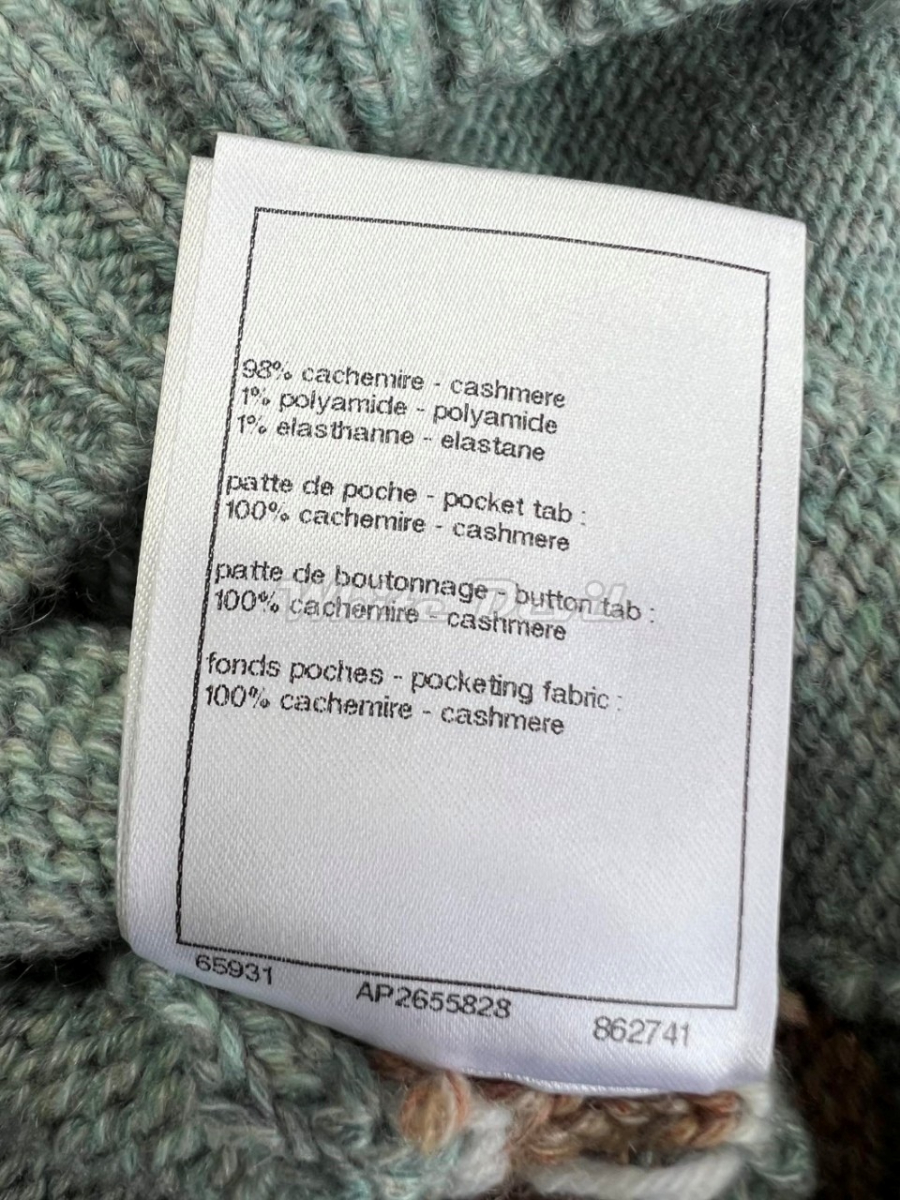 98% cachemire - cashmere
1% polyamide - polyamide
1% elasthanne - elastane
patte de poche - pocket tab :
100% cachemire - cashmere
patte de boutonnage - button tab :
100% cachemire - cashmere
fonds poches - pocketing fabric :
100% cachemire - cashmere
65931
AP2655828
862741